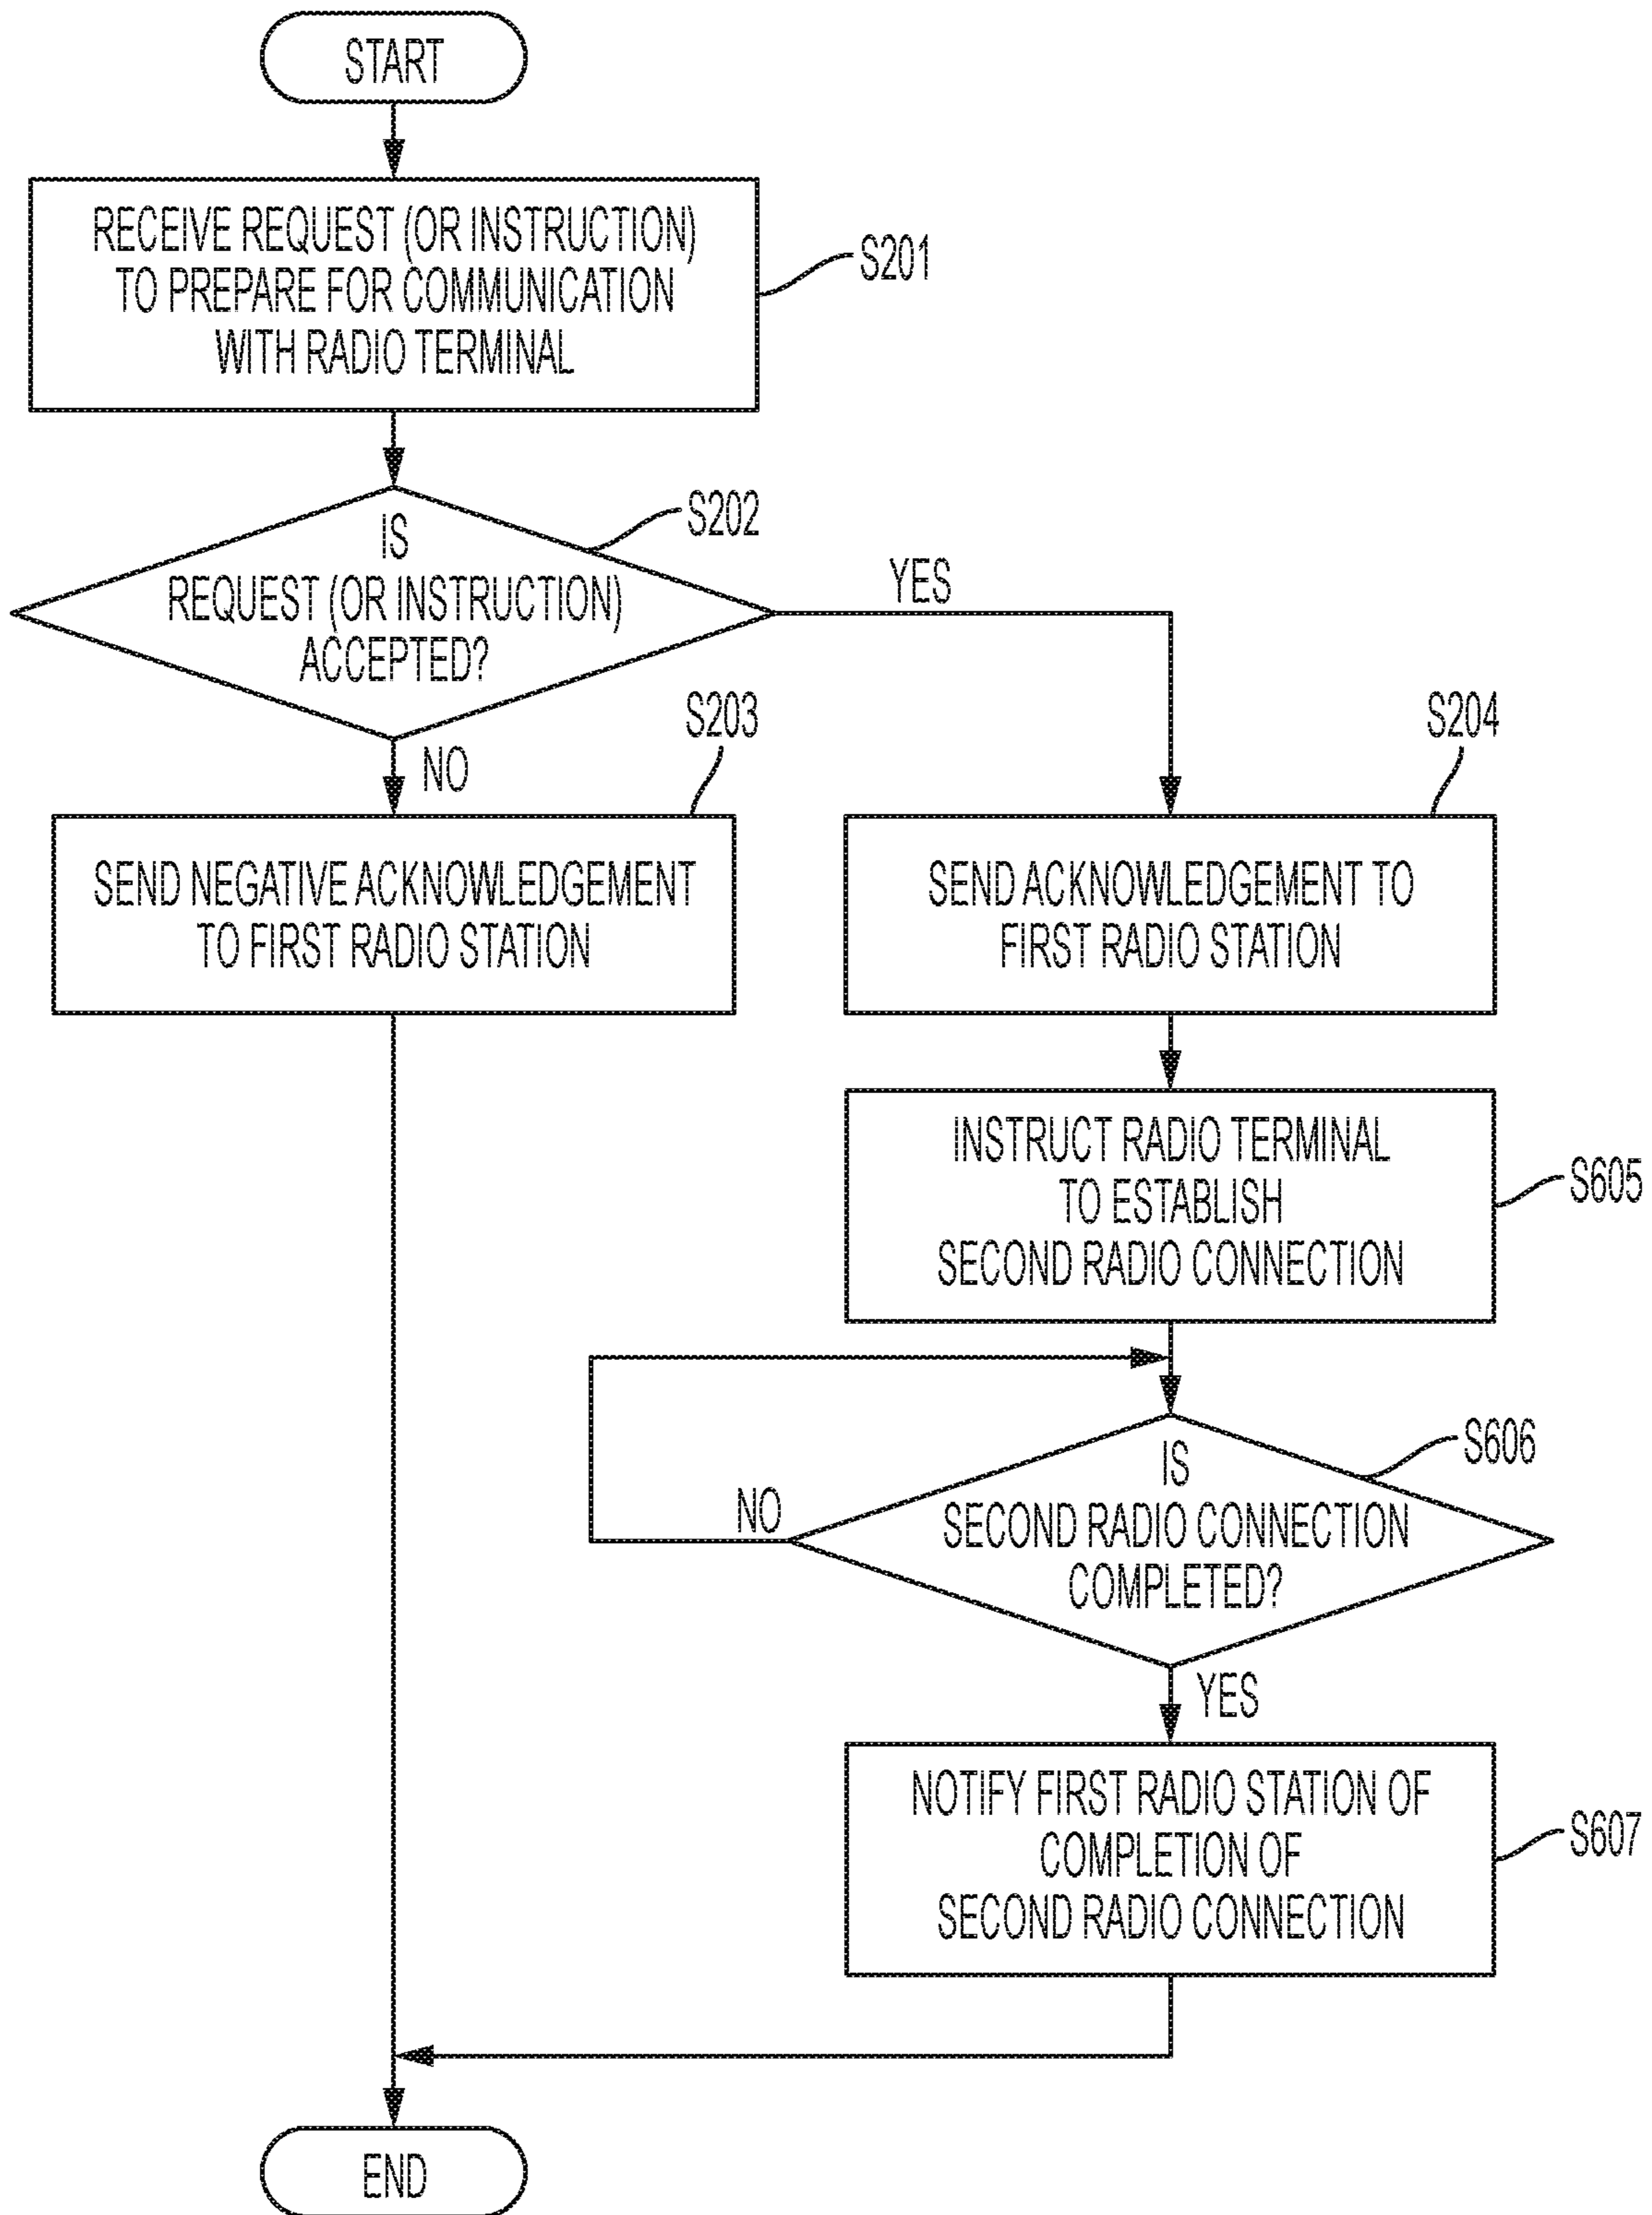 START
RECEIVE REQUEST (OR INSTRUCTION)
TO PREPARE FOR COMMUNICATION
WITH RADIO TERMINAL
S201
IS
REQUEST (OR INSTRUCTION)
ACCEPTED?
S202
YES
NO
S203
SEND NEGATIVE ACKNOWLEDGEMENT
TO FIRST RADIO STATION
S204
SEND ACKNOWLEDGEMENT TO
FIRST RADIO STATION
INSTRUCT RADIO TERMINAL
TO ESTABLISH
SECOND RADIO CONNECTION
S605
IS
SECOND RADIO CONNECTION
COMPLETED?
S606
NO
YES
NOTIFY FIRST RADIO STATION OF
COMPLETION OF
SECOND RADIO CONNECTION
S607
END